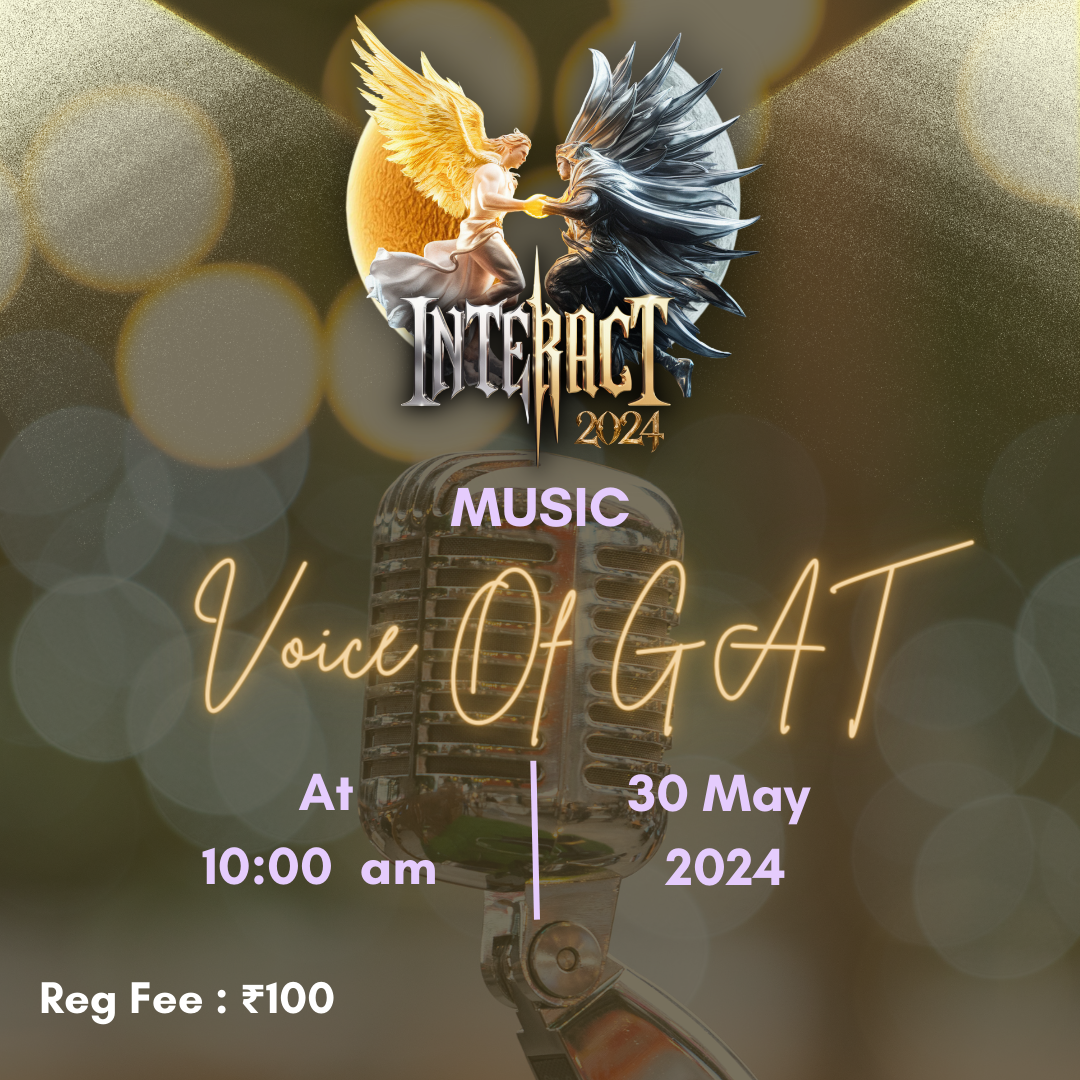 INTERACT
2024
MUSIC
Voice Of GAT
At
10:00 am
30 May
2024
Reg Fee : ₹100